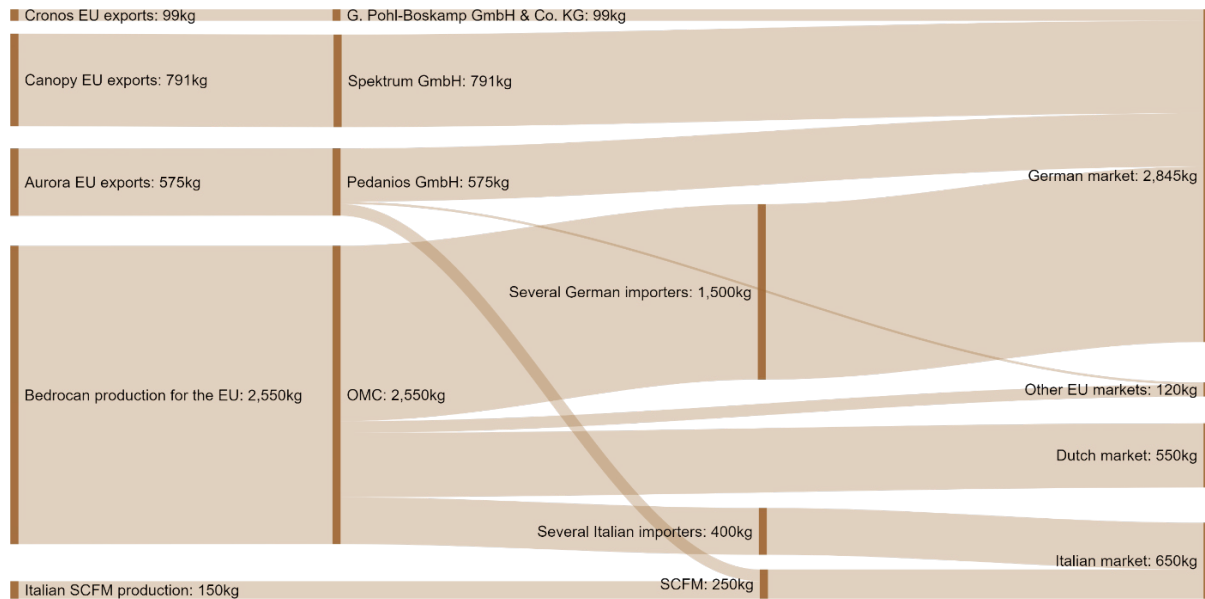 Cronos EU exports: 99kg
G. Pohl-Boskamp GmbH & Co. KG: 99kg
Canopy EU exports: 791kg
Spektrum GmbH: 791kg
German market: 2,845kg
Aurora EU exports: 575kg
Pedanios GmbH: 575kg
Several German importers: 1,500kg
Bedrocan production for the EU: 2,550kg
OMC: 2,550kg
Other EU markets: 120kg
Dutch market: 550kg
Several Italian importers: 400kg
Italian market: 650kg
Italian SCFM production: 150kg
SCFM: 250kg